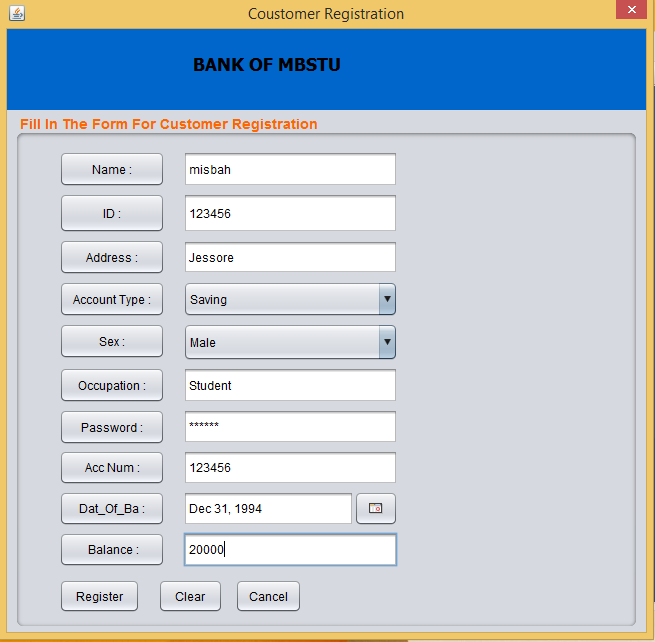 Coustomer Registration
BANK OF MBSTU
Fill In The Form For Customer Registration
Name : misbah
ID : 123456
Address : Jessore
Account Type : Saving
Sex : Male
Occupation : Student
Password : ******
Acc Num : 123456
Dat_Of_Ba : Dec 31, 1994
Balance : 20000
Register Clear Cancel